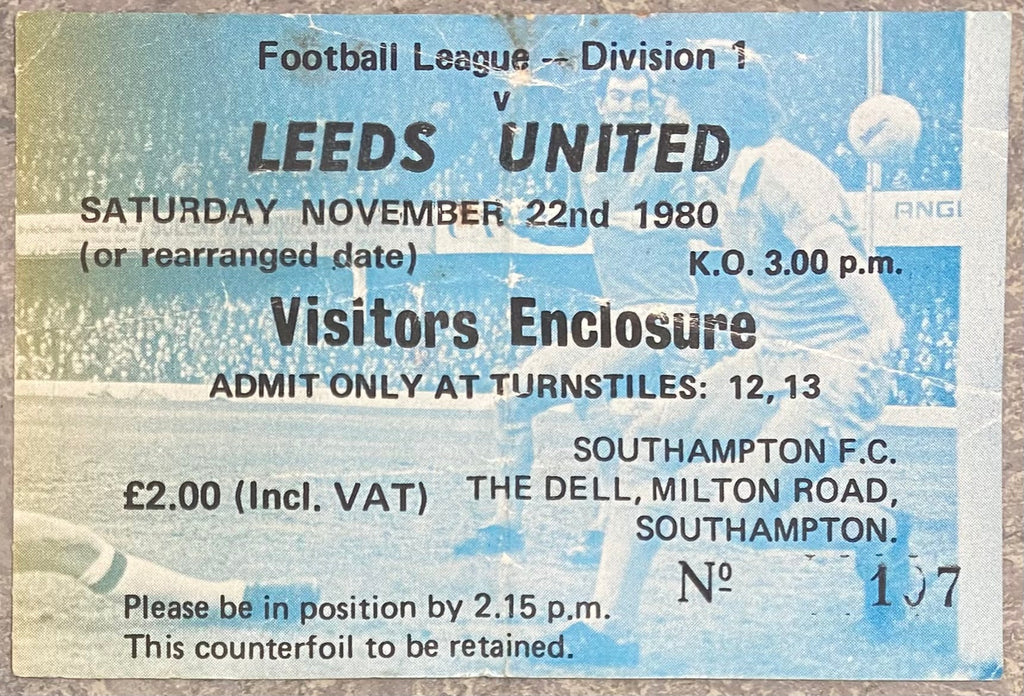 Football League -- Division 1
v
LEEDS UNITED
SATURDAY NOVEMBER 22nd 1980
(or rearranged date)
K.O. 3.00 p.m.
ANGL
Visitors Enclosure
ADMIT ONLY AT TURNSTILES: 12, 13
SOUTHAMPTON F.C.
£2.00 (Incl. VAT)
THE DELL, MILTON ROAD,
SOUTHAMPTON.
Nº
Please be in position by 2.15 p.m.
This counterfoil to be retained.